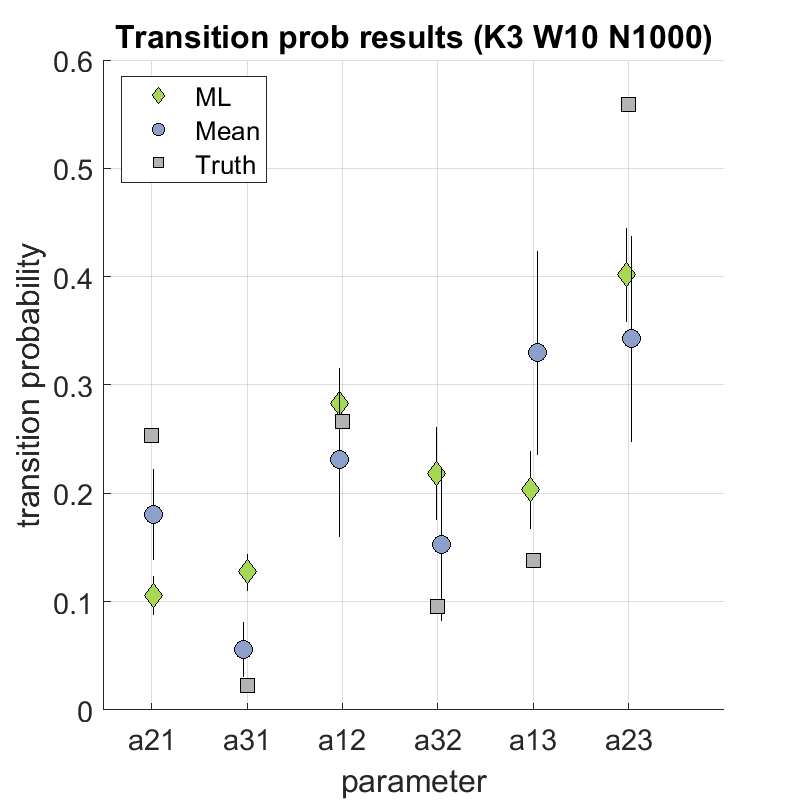 Transition prob results (K3 W10 N1000)
ML
Mean
Truth
transition probability
0.6
0.5
0.4
0.3
0.2
0.1
0
a21 a31 a12 a32 a13 a23
parameter